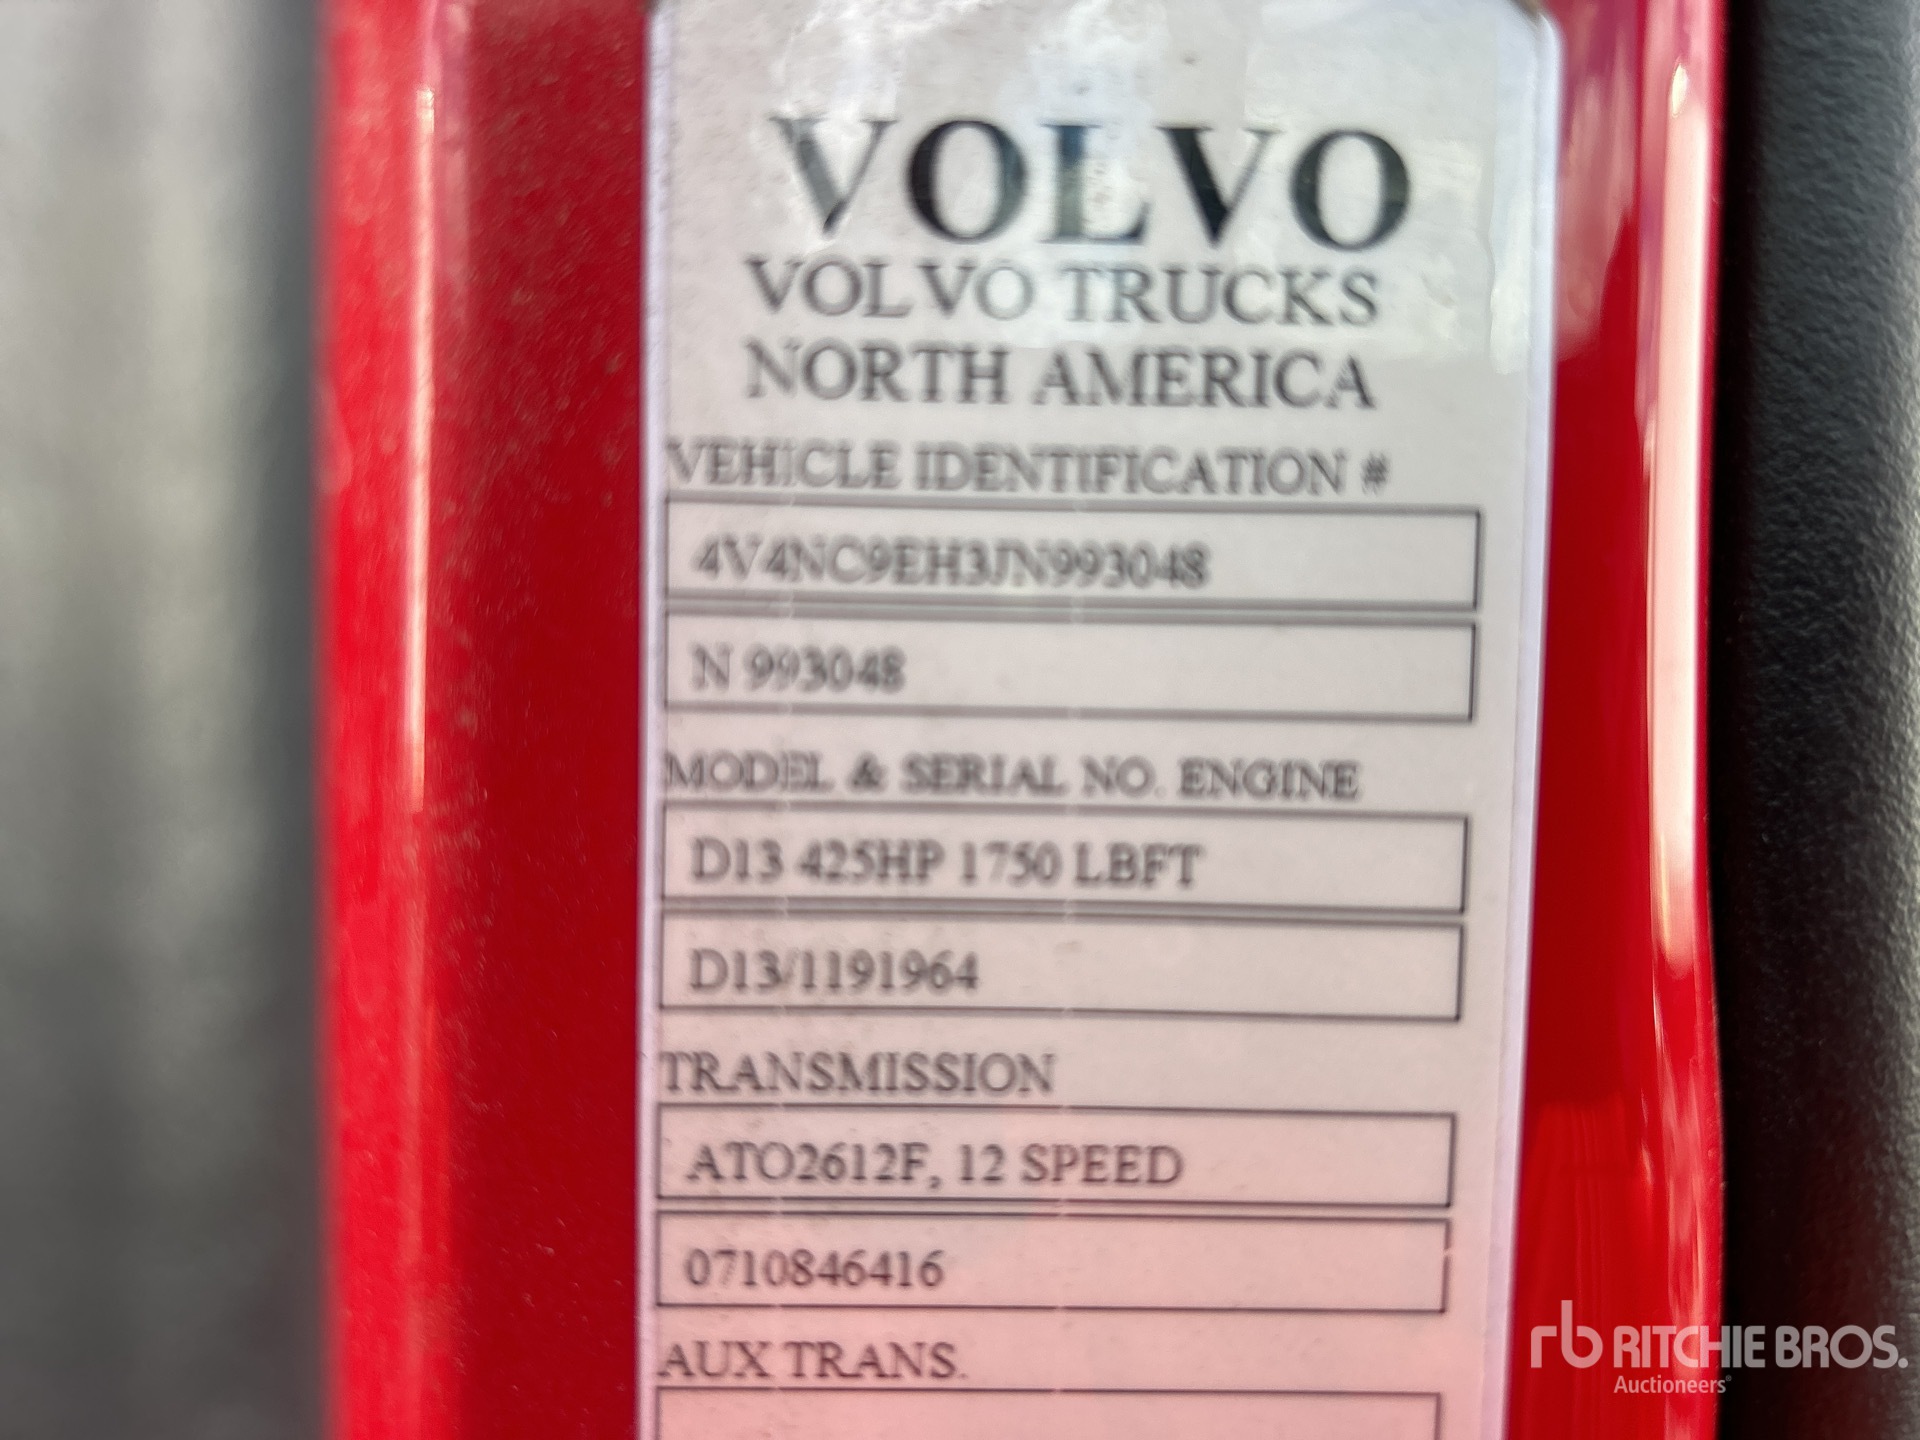 VOLVO
VOLVO TRUCKS
NORTH AMERICA
VEHICLE IDENTIFICATION #
4V4NC9EH3JN993048
N 993048
MODEL & SERIAL NO. ENGINE
D13 425HP 1750 LBFT
D13/1191964
TRANSMISSION
ATO2612F, 12 SPEED
0710846416
AUX TRANS.
rb RITCHIE BROS.
Auctioneers®